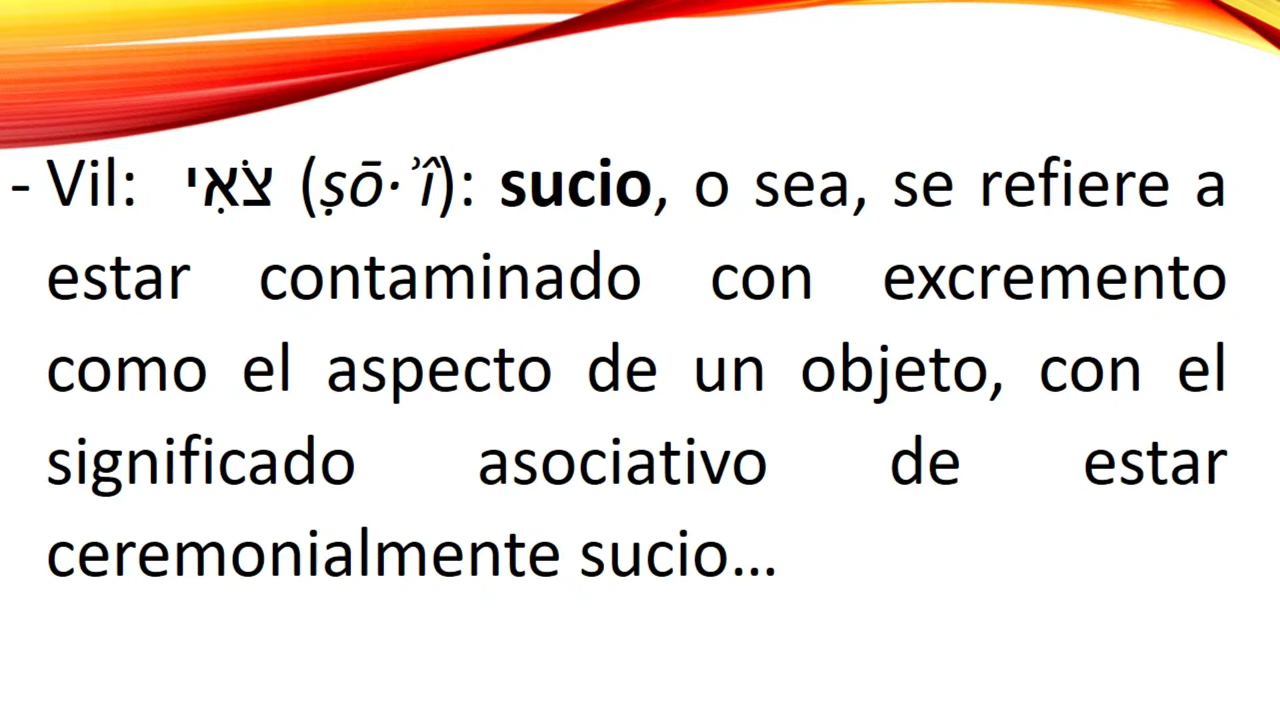 - Vil: צֹאִי (ṣō·ʾî): sucio, o sea, se refiere a
estar contaminado con excremento
como el aspecto de un objeto, con el
significado asociativo de estar
ceremonialmente sucio...